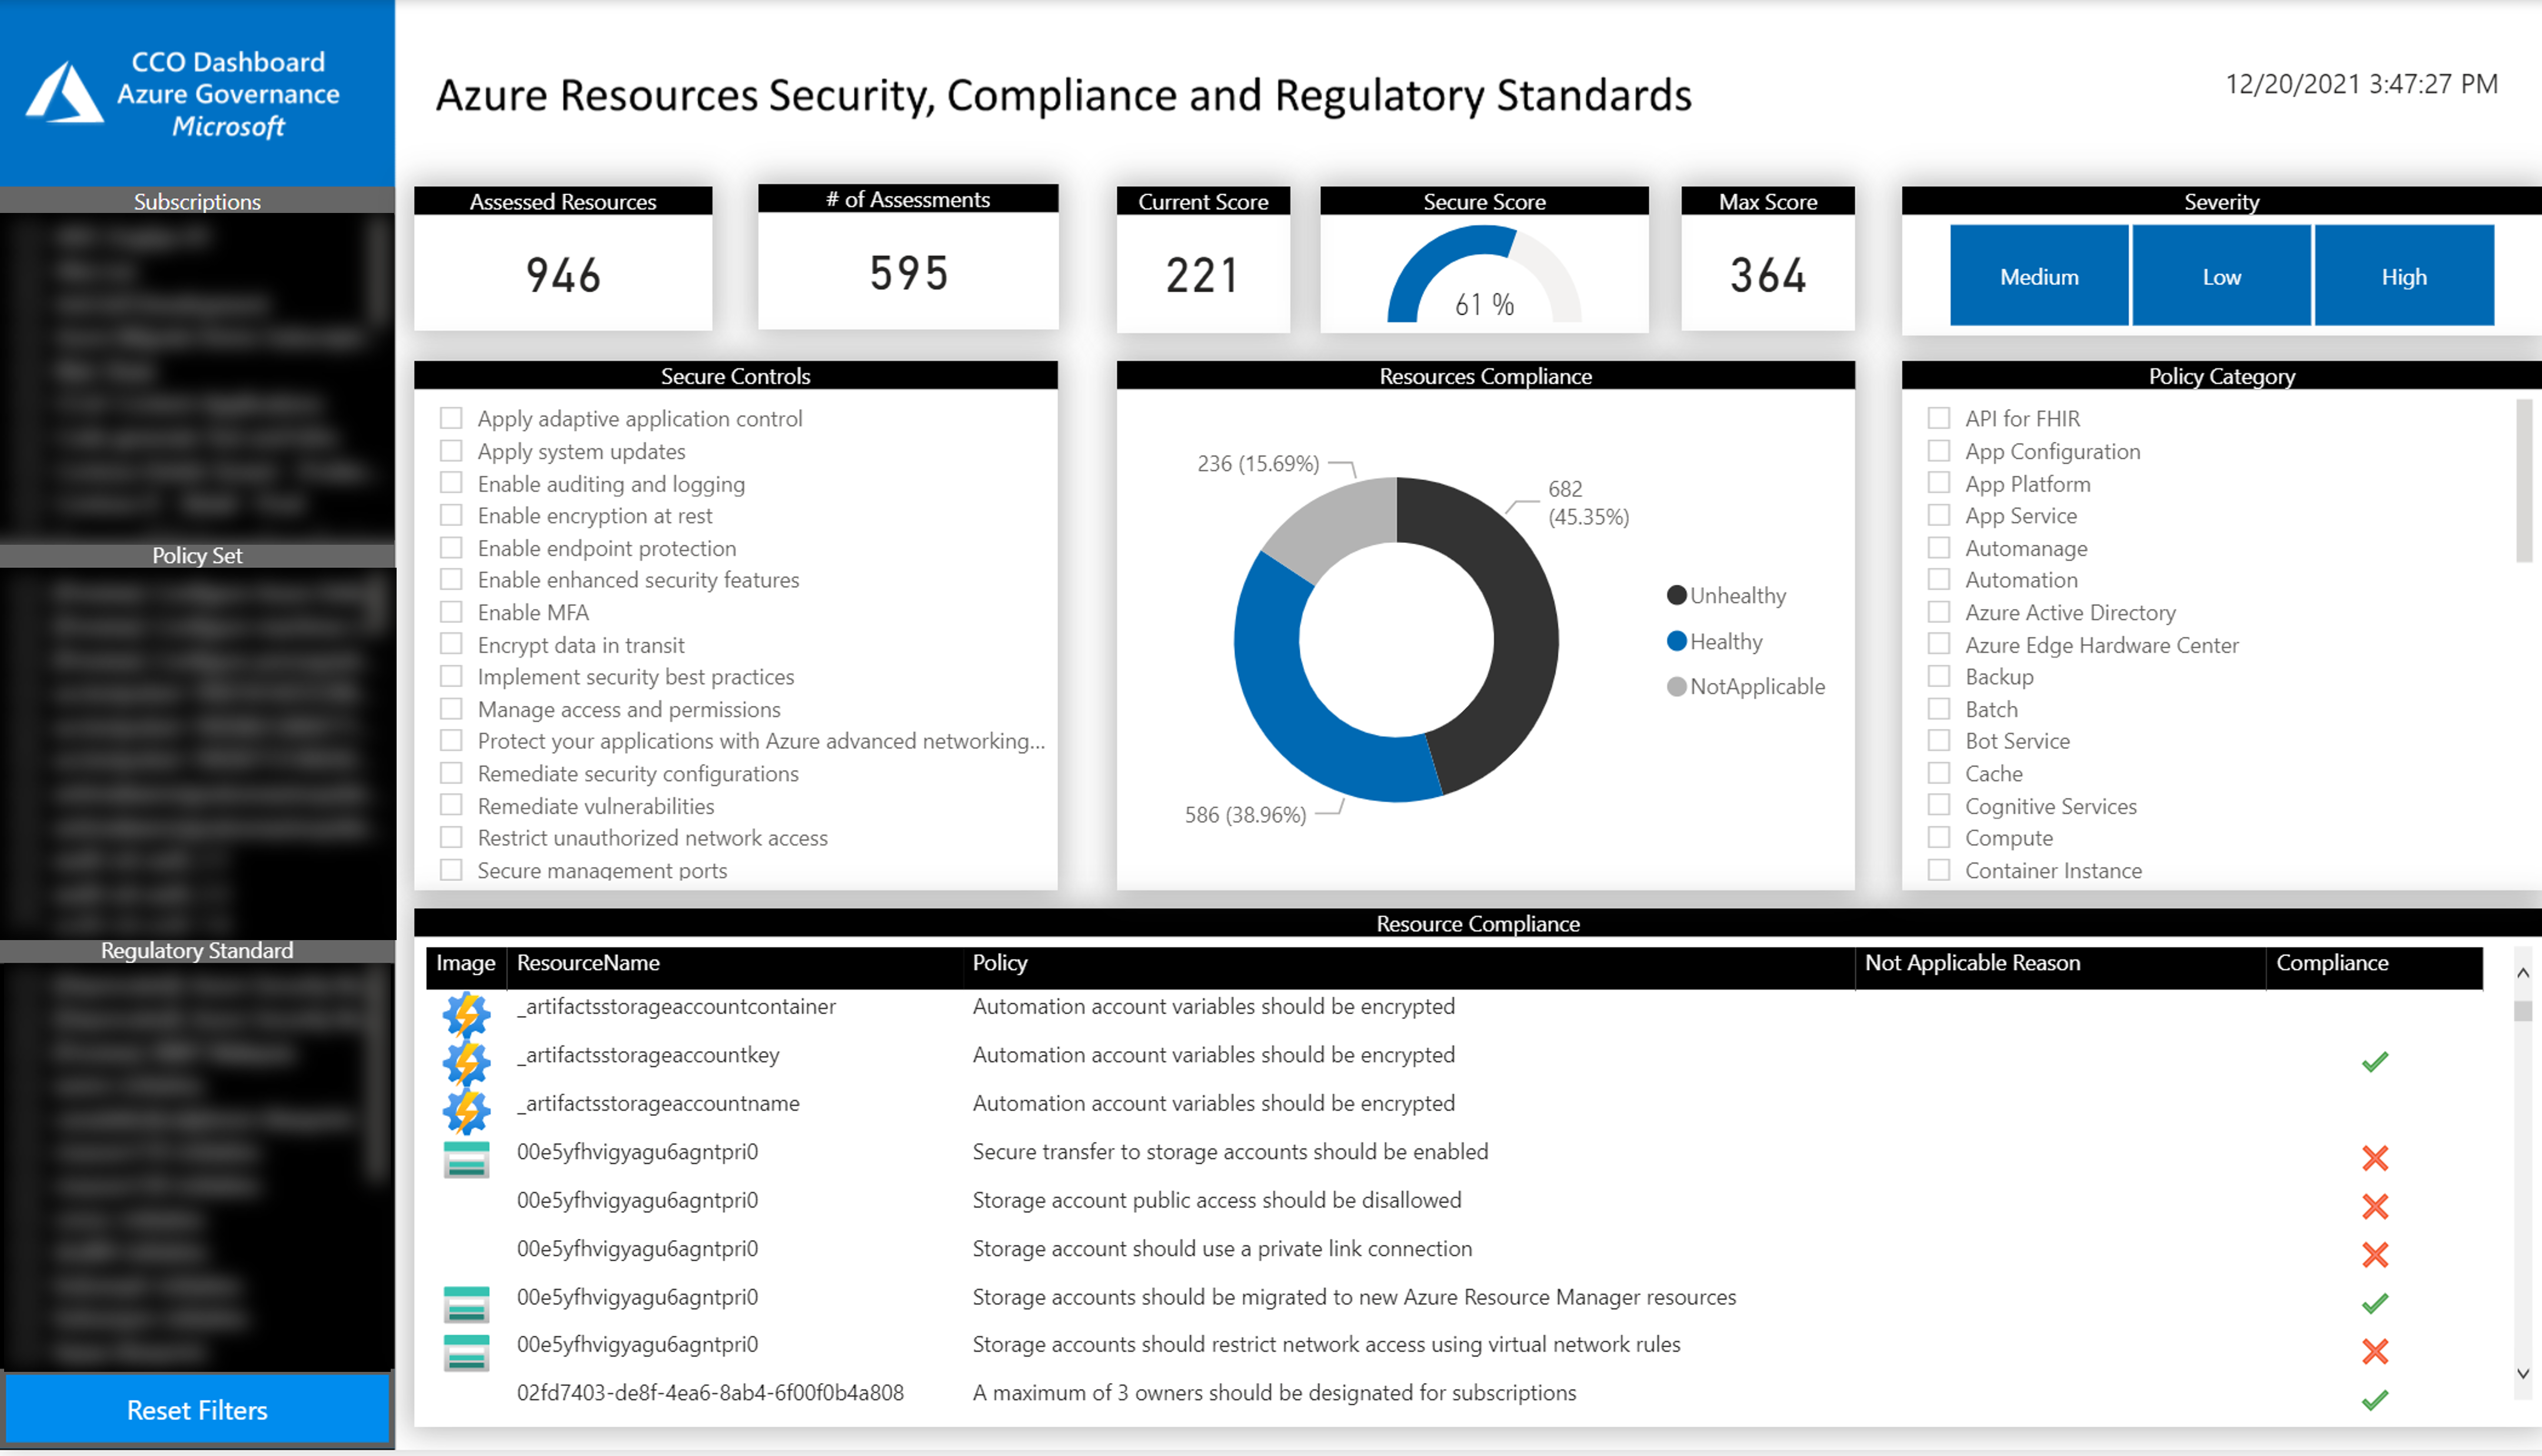 CCO Dashboard
Azure Governance
Microsoft
Azure Resources Security, Compliance and Regulatory Standards
12/20/2021 3:47:27 PM
Subscriptions
Policy Set
Regulatory Standard
Reset Filters
Assessed Resources
946
# of Assessments
595
Current Score
221
Secure Score
61 %
Max Score
364
Severity
Medium
Low
High
Secure Controls
Apply adaptive application control
Apply system updates
Enable auditing and logging
Enable encryption at rest
Enable endpoint protection
Enable enhanced security features
Enable MFA
Encrypt data in transit
Implement security best practices
Manage access and permissions
Protect your applications with Azure advanced networking...
Remediate security configurations
Remediate vulnerabilities
Restrict unauthorized network access
Secure management ports
Resources Compliance
236 (15.69%)
682
(45.35%)
586 (38.96%)
Unhealthy
Healthy
NotApplicable
Policy Category
API for FHIR
App Configuration
App Platform
App Service
Automanage
Automation
Azure Active Directory
Azure Edge Hardware Center
Backup
Batch
Bot Service
Cache
Cognitive Services
Compute
Container Instance
Resource Compliance
Image ResourceName Policy Not Applicable Reason Compliance
_artifactsstorageaccountcontainer Automation account variables should be encrypted
_artifactsstorageaccountkey Automation account variables should be encrypted
_artifactsstorageaccountname Automation account variables should be encrypted
00e5yfhvigyagu6agntpri0 Secure transfer to storage accounts should be enabled
00e5yfhvigyagu6agntpri0 Storage account public access should be disallowed
00e5yfhvigyagu6agntpri0 Storage account should use a private link connection
00e5yfhvigyagu6agntpri0 Storage accounts should be migrated to new Azure Resource Manager resources
00e5yfhvigyagu6agntpri0 Storage accounts should restrict network access using virtual network rules
02fd7403-de8f-4ea6-8ab4-6f00f0b4a808 A maximum of 3 owners should be designated for subscriptions